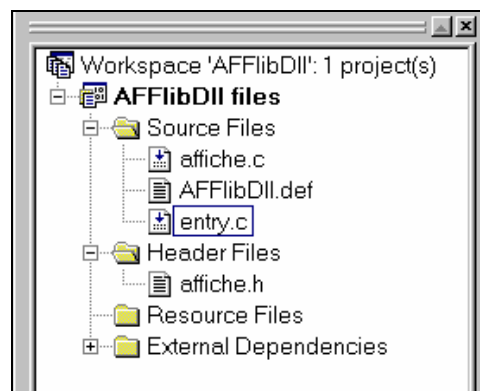 Workspace 'AFFlibDll': 1 project(s)
AFFlibDll files
Source Files
affiche.c
AFFlibDll.def
entry.c
Header Files
affiche.h
Resource Files
External Dependencies